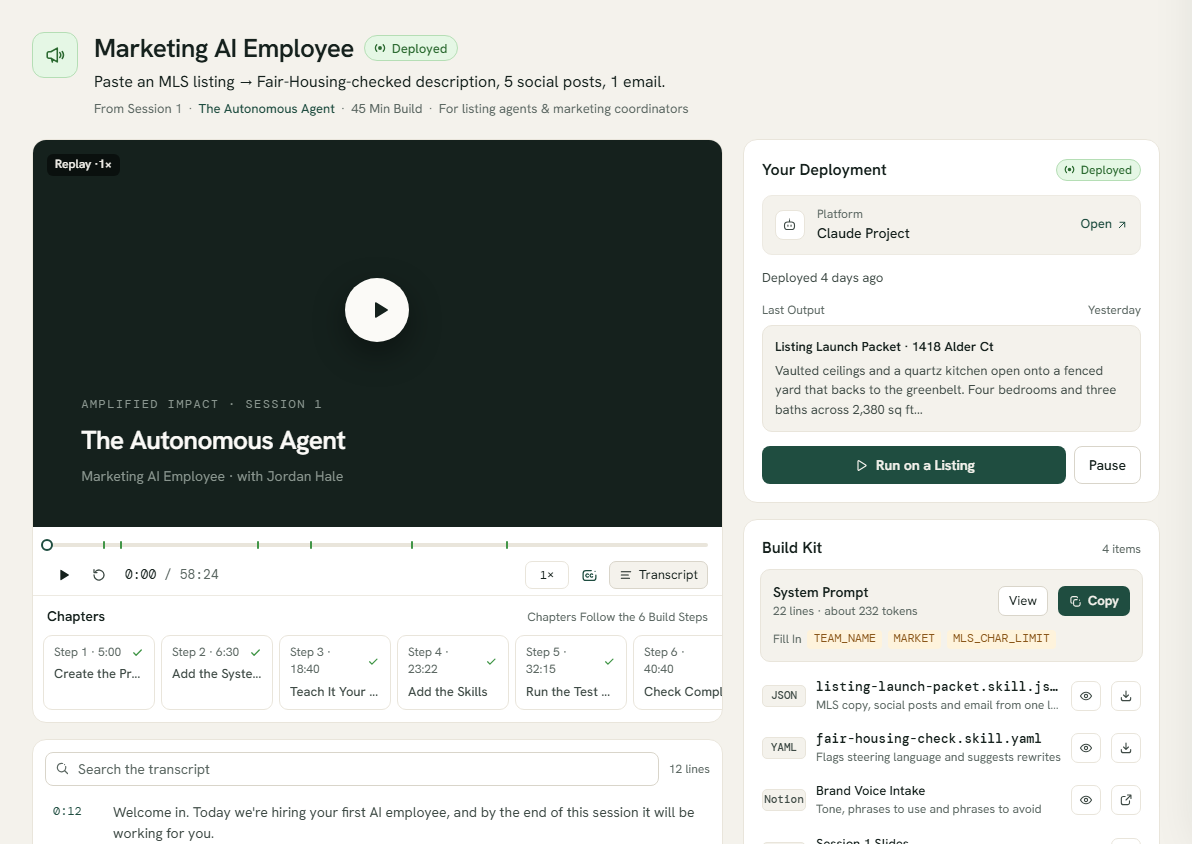 Marketing AI Employee
Deployed
Paste an MLS listing → Fair-Housing-checked description, 5 social posts, 1 email.
From Session 1 · The Autonomous Agent · 45 Min Build · For listing agents & marketing coordinators
Replay · 1×
AMPLIFIED IMPACT · SESSION 1
The Autonomous Agent
Marketing AI Employee · with Jordan Hale
0:00 / 58:24
1×
CC
Transcript
Chapters
Chapters Follow the 6 Build Steps
Step 1 · 5:00
Create the Pr...
Step 2 · 6:30
Add the Syste...
Step 3 ·
18:40
Teach It Your ...
Step 4 ·
23:22
Add the Skills
Step 5 ·
32:15
Run the Test ...
Step 6 ·
40:40
Check Compl
Search the transcript
12 lines
0:12
Welcome in. Today we're hiring your first AI employee, and by the end of this session it will be
working for you.
Your Deployment
Deployed
Platform
Claude Project
Open ↗
Deployed 4 days ago
Last Output
Yesterday
Listing Launch Packet · 1418 Alder Ct
Vaulted ceilings and a quartz kitchen open onto a fenced
yard that backs to the greenbelt. Four bedrooms and three
baths across 2,380 sq ft...
Run on a Listing
Pause
Build Kit
4 items
System Prompt
22 lines · about 232 tokens
View
Copy
Fill In TEAM_NAME MARKET MLS_CHAR_LIMIT
JSON
listing-launch-packet.skill.js...
MLS copy, social posts and email from one l...
YAML
fair-housing-check.skill.yaml
Flags steering language and suggests rewrites
Notion
Brand Voice Intake
Tone, phrases to use and phrases to avoid
Session 1 Slides